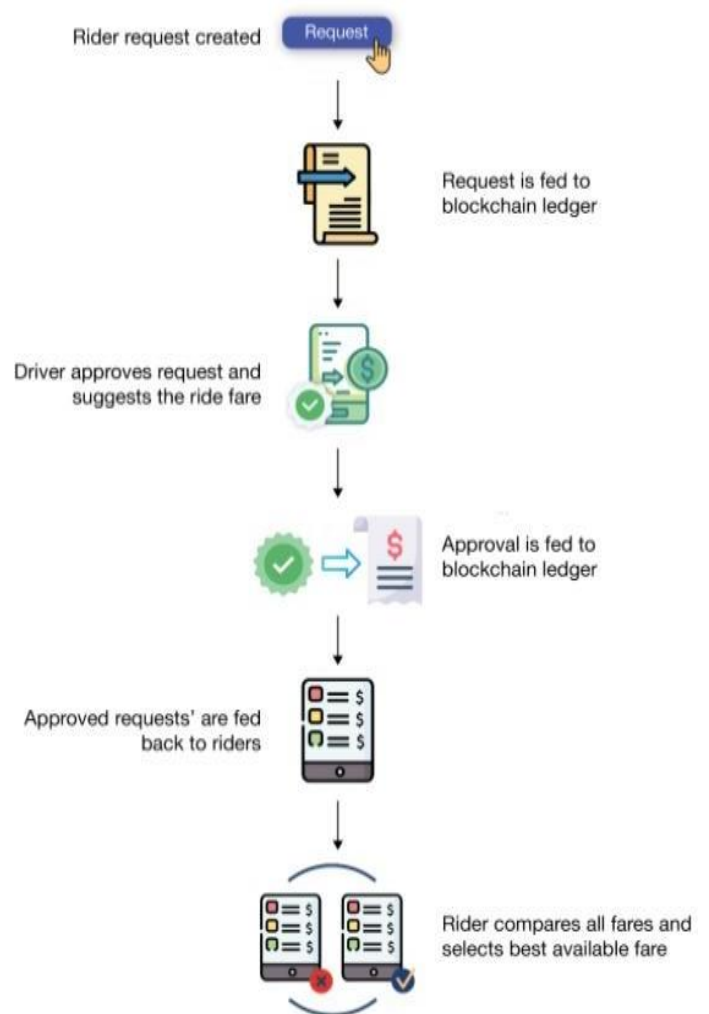 Rider request created
Request
Request is fed to
blockchain ledger
Driver approves request and
suggests the ride fare
$
$
Approval is fed to
blockchain ledger
Approved requests’ are fed
back to riders
$
$
$
$
$
$
$
$
$
Rider compares all fares and
selects best available fare